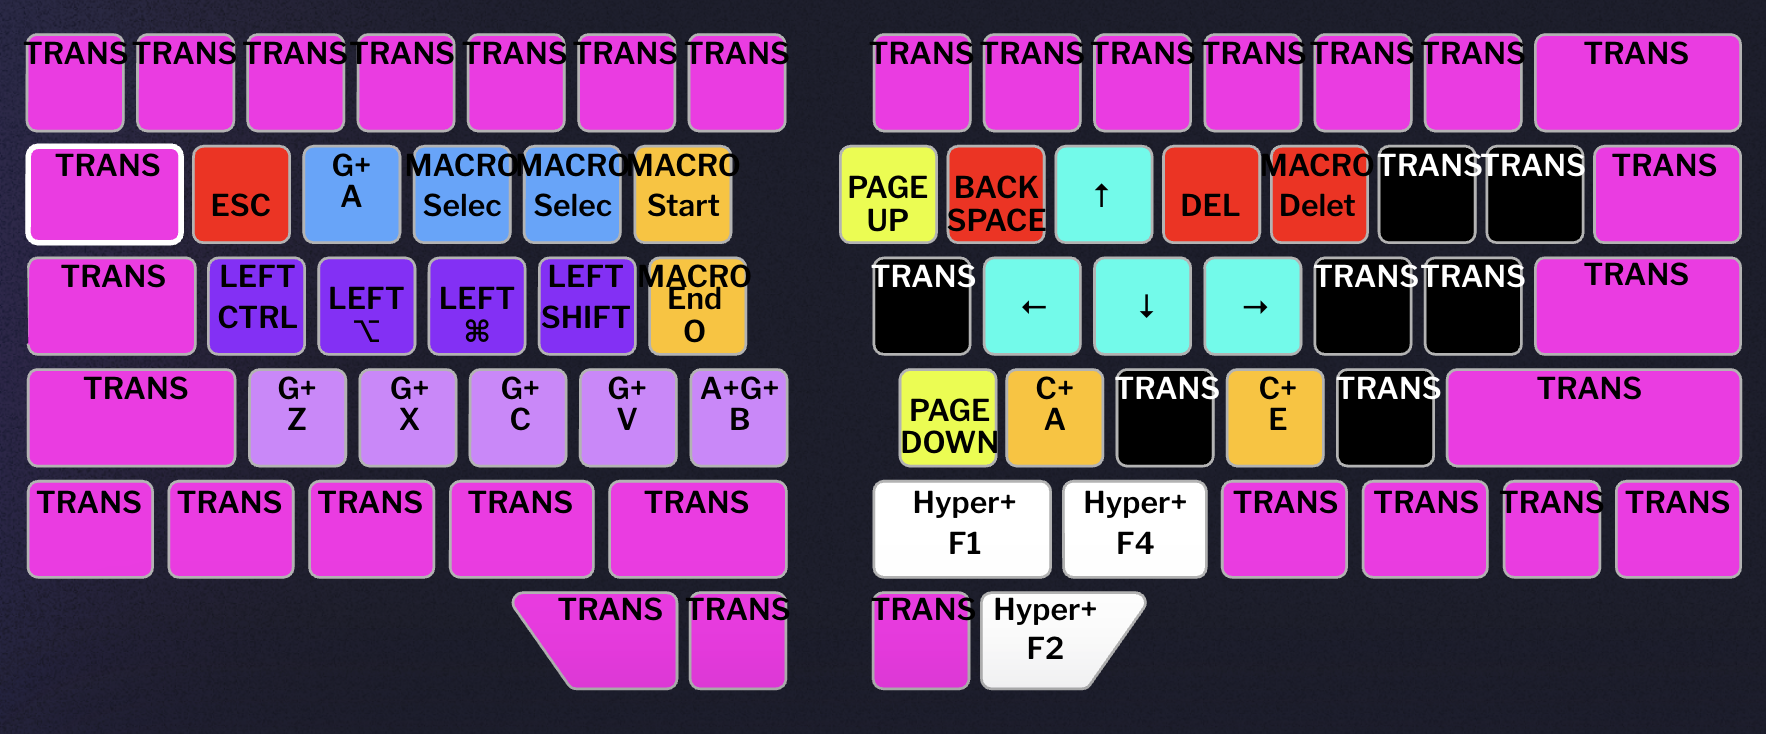 TRANS TRANS TRANS TRANS TRANS TRANS TRANS TRANS TRANS TRANS TRANS TRANS TRANS TRANS
TRANS ESC G+ A MACRO Selec MACRO Selec MACRO Start PAGE UP BACK SPACE ↑ DEL MACRO Delet TRANS TRANS TRANS
TRANS LEFT CTRL LEFT ⌥ LEFT ⌘ LEFT SHIFT MACRO End O TRANS ← ↓ → TRANS TRANS TRANS
TRANS G+ Z G+ X G+ C G+ V A+G+ B PAGE DOWN C+ A TRANS C+ E TRANS TRANS
TRANS TRANS TRANS TRANS TRANS Hyper+ F1 Hyper+ F4 TRANS TRANS TRANS TRANS
TRANS TRANS TRANS Hyper+ F2